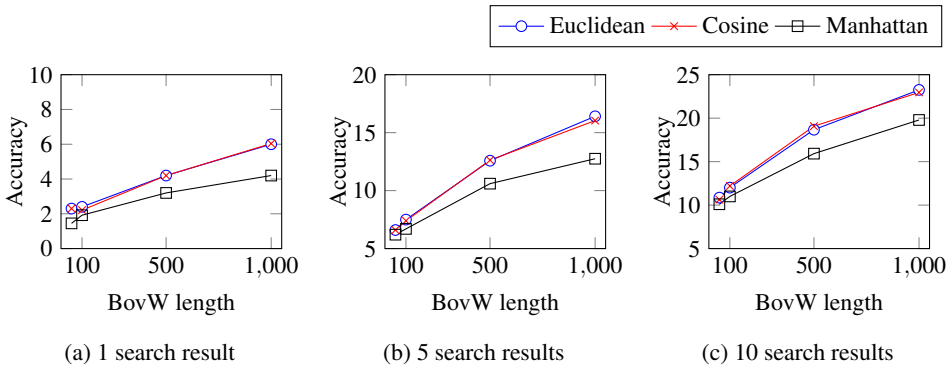 Euclidean Cosine Manhattan
Accuracy
10
8
6
4
2
0
100 500 1,000
BovW length
(a) 1 search result
Accuracy
20
15
10
5
100 500 1,000
BovW length
(b) 5 search results
Accuracy
25
20
15
10
5
100 500 1,000
BovW length
(c) 10 search results